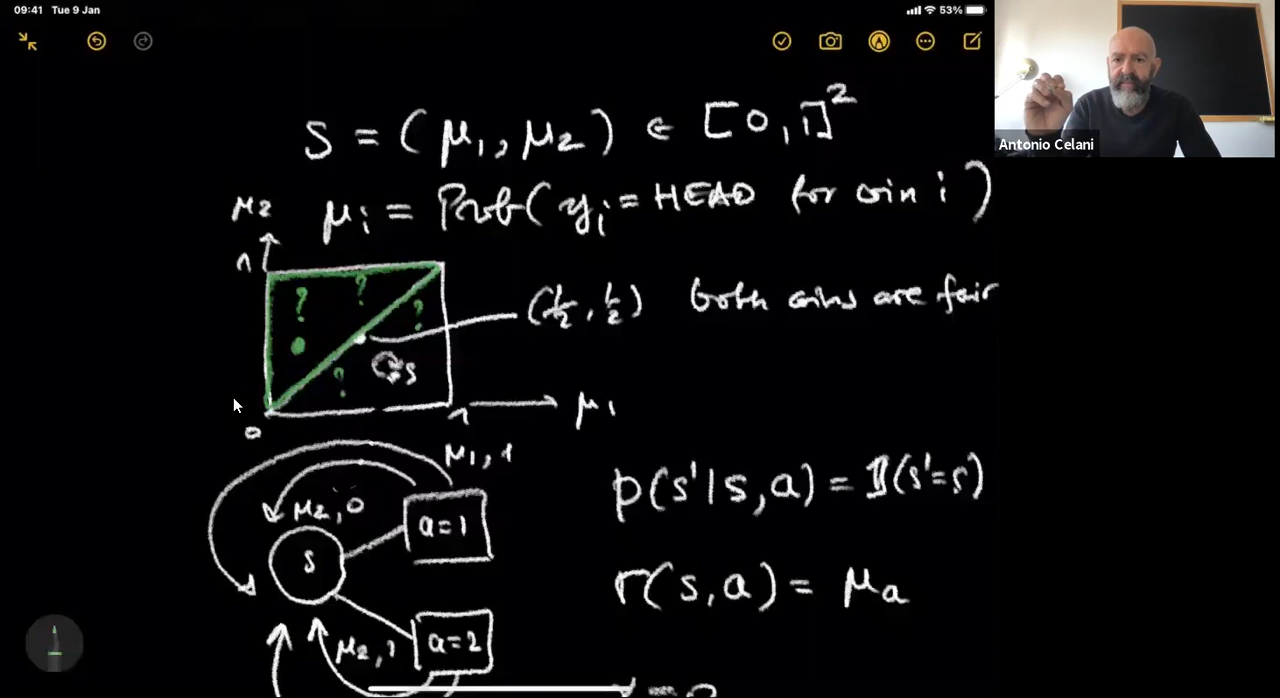 09:41 Tue 9 Jan
53%
Antonio Celani
S = (μ1, μ2) ∈ [0,1]²
μi = Prob(yi = HEAD for coin i)
μ2
1
? ? ?
?
(½, ½) both coins are fair
S
0
1 → μ1
μ1, 1
μ2, 0
a=1
S
p(s'|s,a) = 𝟙(s'=s)
r(s,a) = μa
a=2
μ2, 1